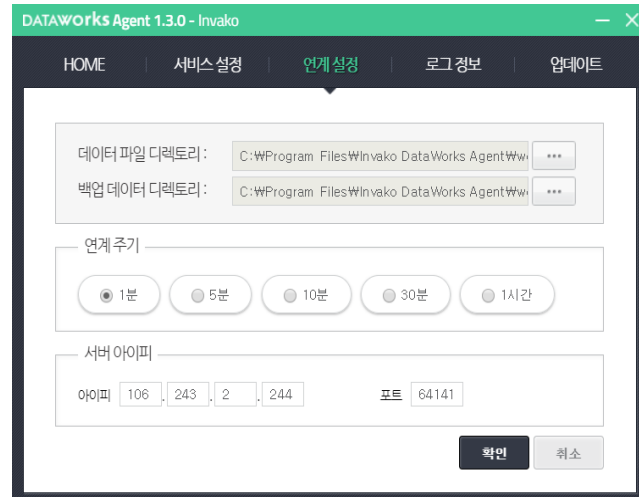 DATAWorks Agent 1.3.0 - Invako
HOME 서비스 설정 연계 설정 로그 정보 업데이트
데이터 파일 디렉토리 : C:₩Program Files₩Invako DataWorks Agent₩w ...
백업 데이터 디렉토리 : C:₩Program Files₩Invako DataWorks Agent₩w ...
연계 주기
1분 5분 10분 30분 1시간
서버 아이피
아이피 106 . 243 . 2 . 244 포트 64141
확인 취소